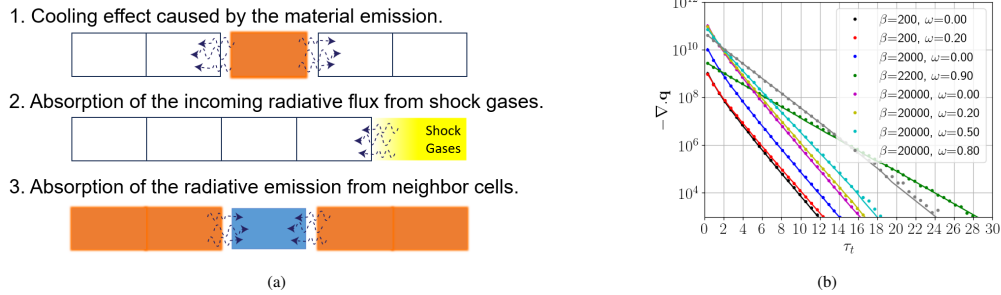 1. Cooling effect caused by the material emission.
2. Absorption of the incoming radiative flux from shock gases.
Shock
Gases
3. Absorption of the radiative emission from neighbor cells.
(a)
10^12
10^10
10^8
10^6
10^4
−∇·q
β=200, ω=0.00
β=200, ω=0.20
β=2000, ω=0.00
β=2200, ω=0.90
β=20000, ω=0.00
β=20000, ω=0.20
β=20000, ω=0.50
β=20000, ω=0.80
0 2 4 6 8 10 12 14 16 18 20 22 24 26 28 30
τ_t
(b)